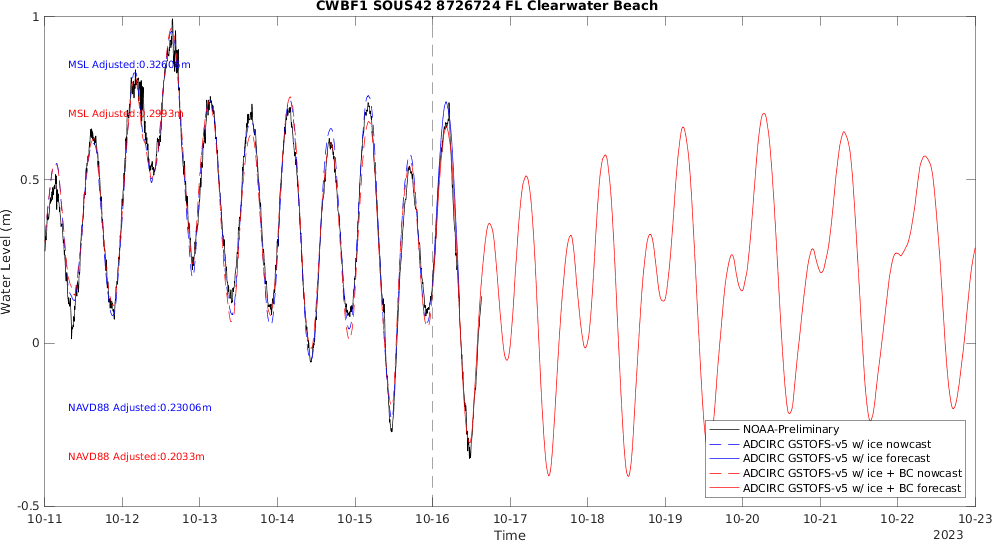 CWBF1 SOUS42 8726724 FL Clearwater Beach
1
MSL Adjusted:0.32606m
MSL Adjusted:0.2993m
0.5
Water Level (m)
0
NAVD88 Adjusted:0.23006m
NAVD88 Adjusted:0.2033m
NOAA-Preliminary
ADCIRC GSTOFS-v5 w/ ice nowcast
ADCIRC GSTOFS-v5 w/ ice forecast
ADCIRC GSTOFS-v5 w/ ice + BC nowcast
ADCIRC GSTOFS-v5 w/ ice + BC forecast
-0.5
10-11 10-12 10-13 10-14 10-15 10-16 10-17 10-18 10-19 10-20 10-21 10-22 10-23
Time
2023